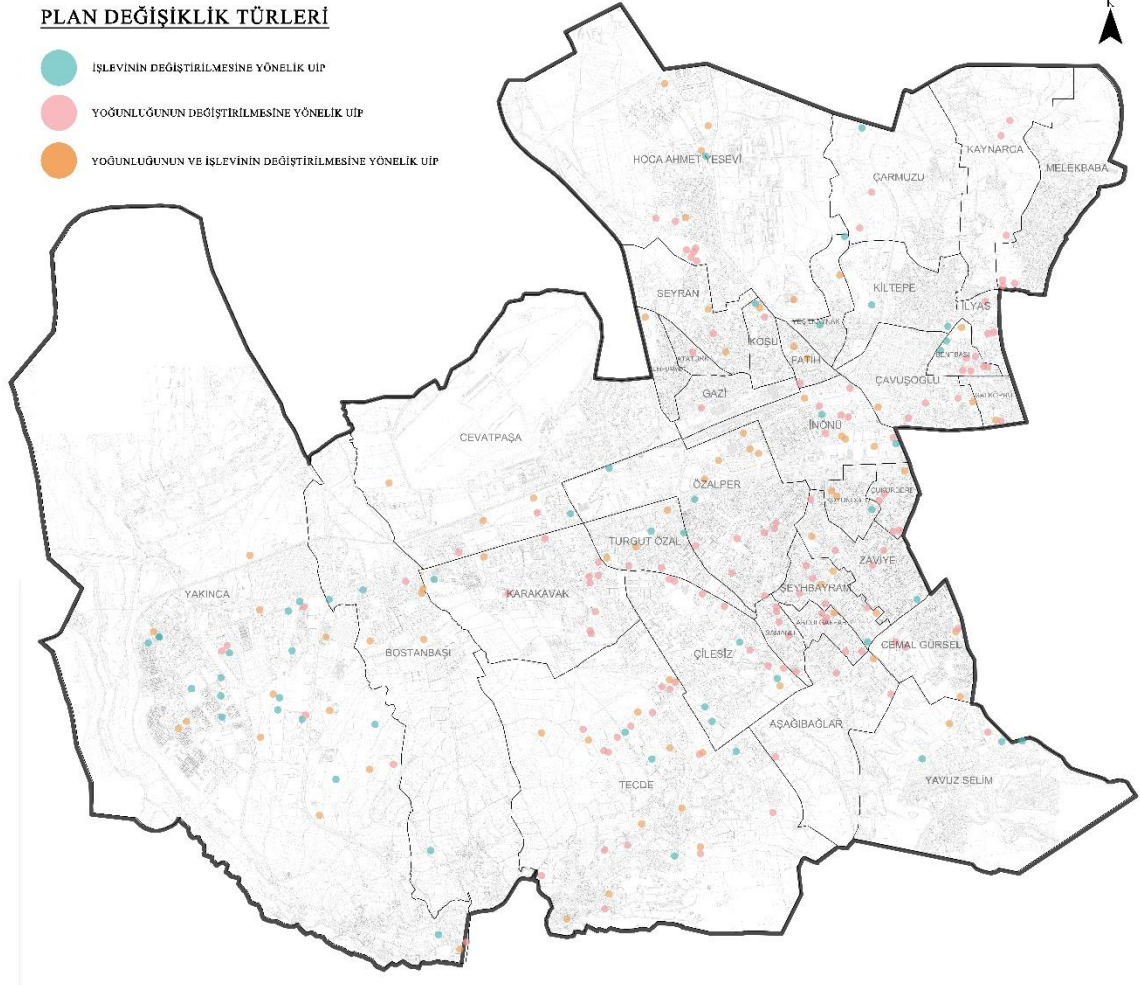 PLAN DEĞİŞİKLİK TÜRLERİ
K
İŞLEVİNİN DEĞİŞTİRİLMESİNE YÖNELİK UİP
YOĞUNLUĞUNUN DEĞİŞTİRİLMESİNE YÖNELİK UİP
YOĞUNLUĞUNUN VE İŞLEVİNİN DEĞİŞTİRİLMESİNE YÖNELİK UİP
HOCA AHMET YESEVİ
KAYNARCA
MELEKBABA
ÇARMUZU
SEYRAN
KİLTEPE
İLYAS
KOŞU
BENTBAŞI
FATİH
ÇAVUŞOĞLU
GAZİ
İNÖNÜ
CEVATPAŞA
ÖZALPER
TURGUT ÖZAL
ZAVİYE
ŞEYHBAYRAM
YAKINCA
KARAKAVAK
CEMAL GÜRSEL
BOSTANBAŞI
ÇİLESİZ
AŞAĞIBAĞLAR
TECDE
YAVUZ SELİM